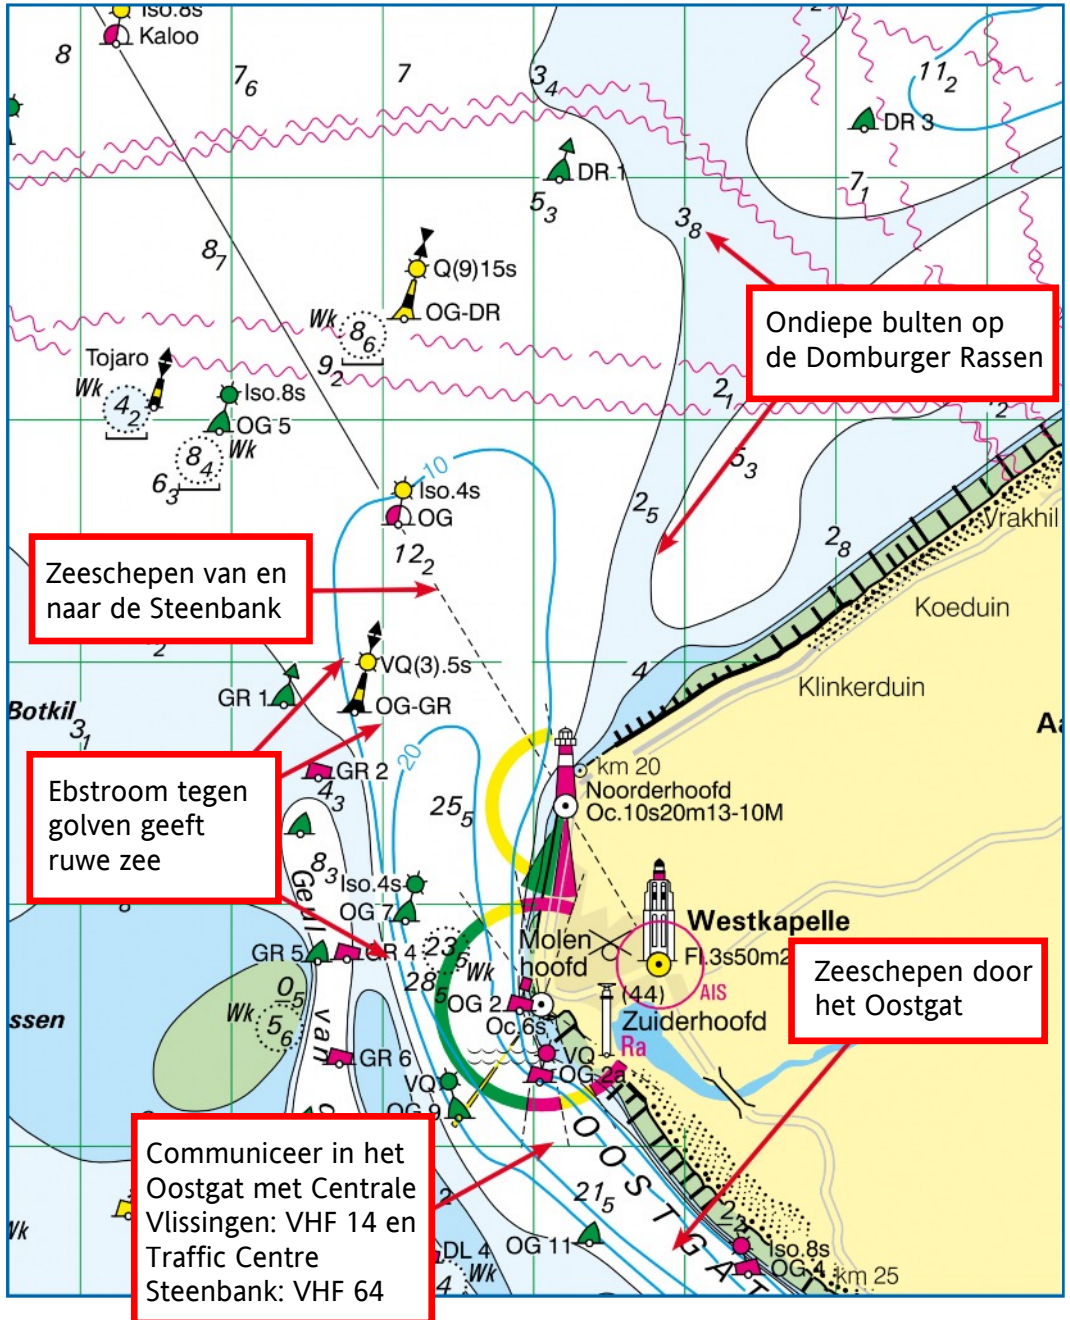 Iso.8s
Kaloo
8
7₆
7
3₄
11₂
DR 3
DR 1
5₃
7₁
3₈
8₇
Q(9)15s
OG-DR
Wk
8₆
9₂
Ondiepe bulten op
de Domburger Rassen
Tojaro
Wk
4₂
Iso.8s
OG 5
Wk
8₄
6₃
2₁
5₃
10
Iso.4s
OG
12₂
2₅
2₈
Vrakhil
Koeduin
Klinkerduin
Zeeschepen van en
naar de Steenbank
4
VQ(3).5s
OG-GR
GR 1
Botkil
3₁
GR 2
4₃
20
25₅
km 20
Noorderhoofd
Oc.10s20m13-10M
Ebstroom tegen
golven geeft
ruwe zee
8₃
Geul
van
Iso.4s
OG 7
GR 5
GR 4
23₆
Wk
28₅
Molen
hoofd
OG 2
Oc.6s
Westkapelle
Fl.3s50m2
AIS
(44)
Zuiderhoofd
Ra
Zeeschepen door
het Oostgat
0₅
Wk
5₆
ssen
GR 6
VQ
OG 2a
VQ
OG 9
OOSTGAT
Communiceer in het
Oostgat met Centrale
Vlissingen: VHF 14 en
Traffic Centre
Steenbank: VHF 64
21₅
OG 11
DL 4
Wk
Wk
2₂
Iso.8s
OG 4
km 25